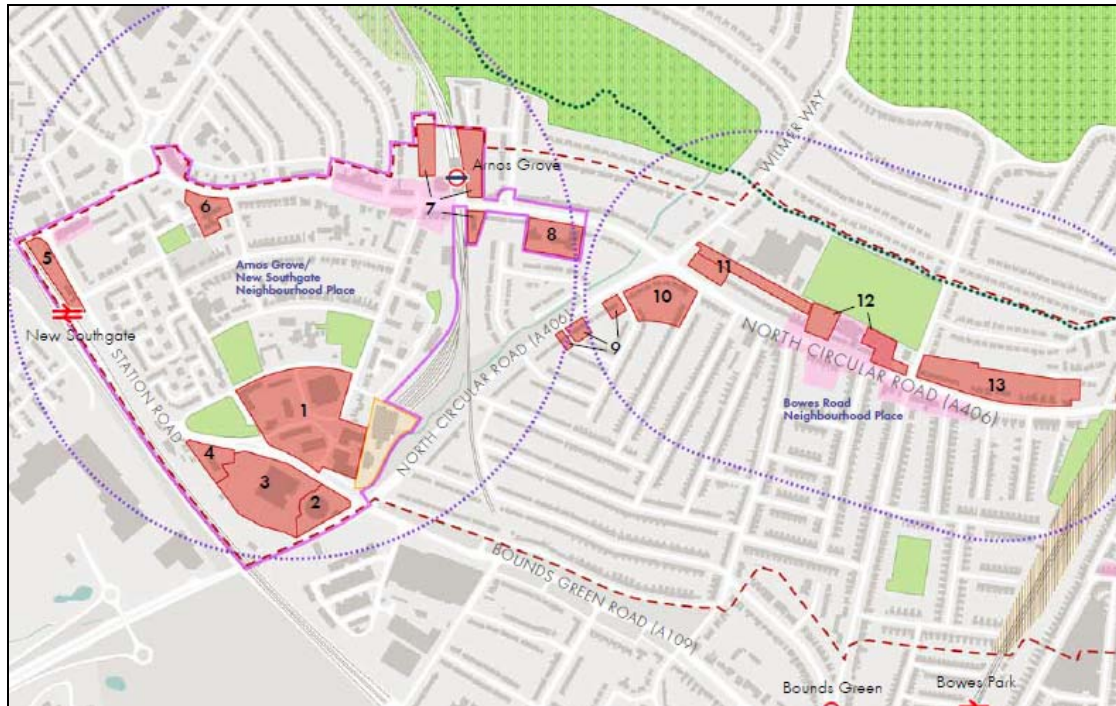 WILMER WAY
Arnos Grove
7
6
8
5
Arnos Grove/
New Southgate
Neighbourhood Place
11
12
10
New Southgate
NORTH CIRCULAR ROAD (A406)
9
NORTH CIRCULAR ROAD (A406)
13
STATION ROAD
1
Bowes Road
Neighbourhood Place
4
3
2
BOUNDS GREEN ROAD (A109)
Bounds Green
Bowes Park